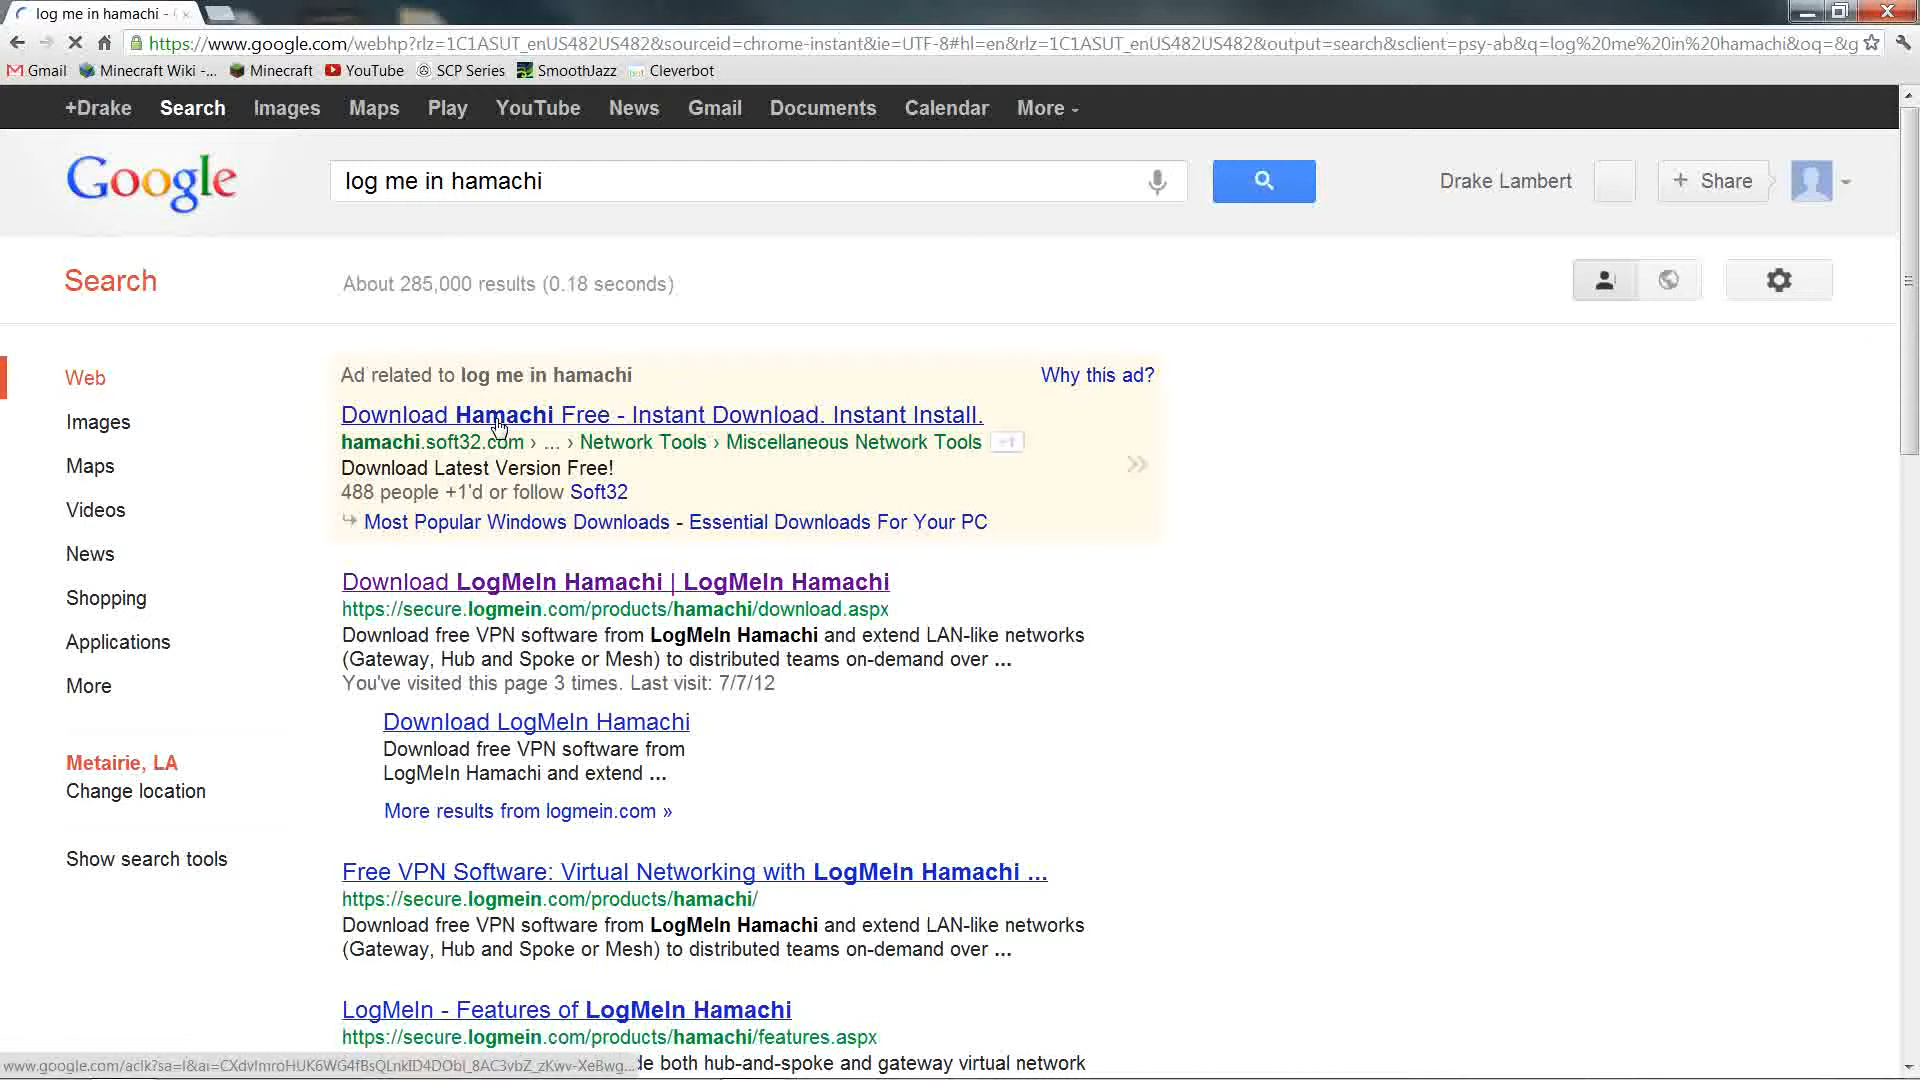 log me in hamachi -
https://www.google.com/webhp?rlz=1C1ASUT_enUS482US482&sourceid=chrome-instant&ie=UTF-8#hl=en&rlz=1C1ASUT_enUS482US482&output=search&sclient=psy-ab&q=log%20me%20in%20hamachi&oq=&g
Gmail Minecraft Wiki -... Minecraft YouTube SCP Series SmoothJazz Cleverbot
+Drake Search Images Maps Play YouTube News Gmail Documents Calendar More
Google log me in hamachi Drake Lambert + Share
Search About 285,000 results (0.18 seconds)
Web
Images
Maps
Videos
News
Shopping
Applications
More
Metairie, LA
Change location
Show search tools
Ad related to log me in hamachi Why this ad?
Download Hamachi Free - Instant Download. Instant Install.
hamachi.soft32.com › ... › Network Tools › Miscellaneous Network Tools +1
Download Latest Version Free!
488 people +1'd or follow Soft32
Most Popular Windows Downloads - Essential Downloads For Your PC
Download LogMeIn Hamachi | LogMeIn Hamachi
https://secure.logmein.com/products/hamachi/download.aspx
Download free VPN software from LogMeIn Hamachi and extend LAN-like networks
(Gateway, Hub and Spoke or Mesh) to distributed teams on-demand over ...
You've visited this page 3 times. Last visit: 7/7/12
Download LogMeIn Hamachi
Download free VPN software from
LogMeIn Hamachi and extend ...
More results from logmein.com »
Free VPN Software: Virtual Networking with LogMeIn Hamachi ...
https://secure.logmein.com/products/hamachi/
Download free VPN software from LogMeIn Hamachi and extend LAN-like networks
(Gateway, Hub and Spoke or Mesh) to distributed teams on-demand over ...
LogMeIn - Features of LogMeIn Hamachi
https://secure.logmein.com/products/hamachi/features.aspx
de both hub-and-spoke and gateway virtual network